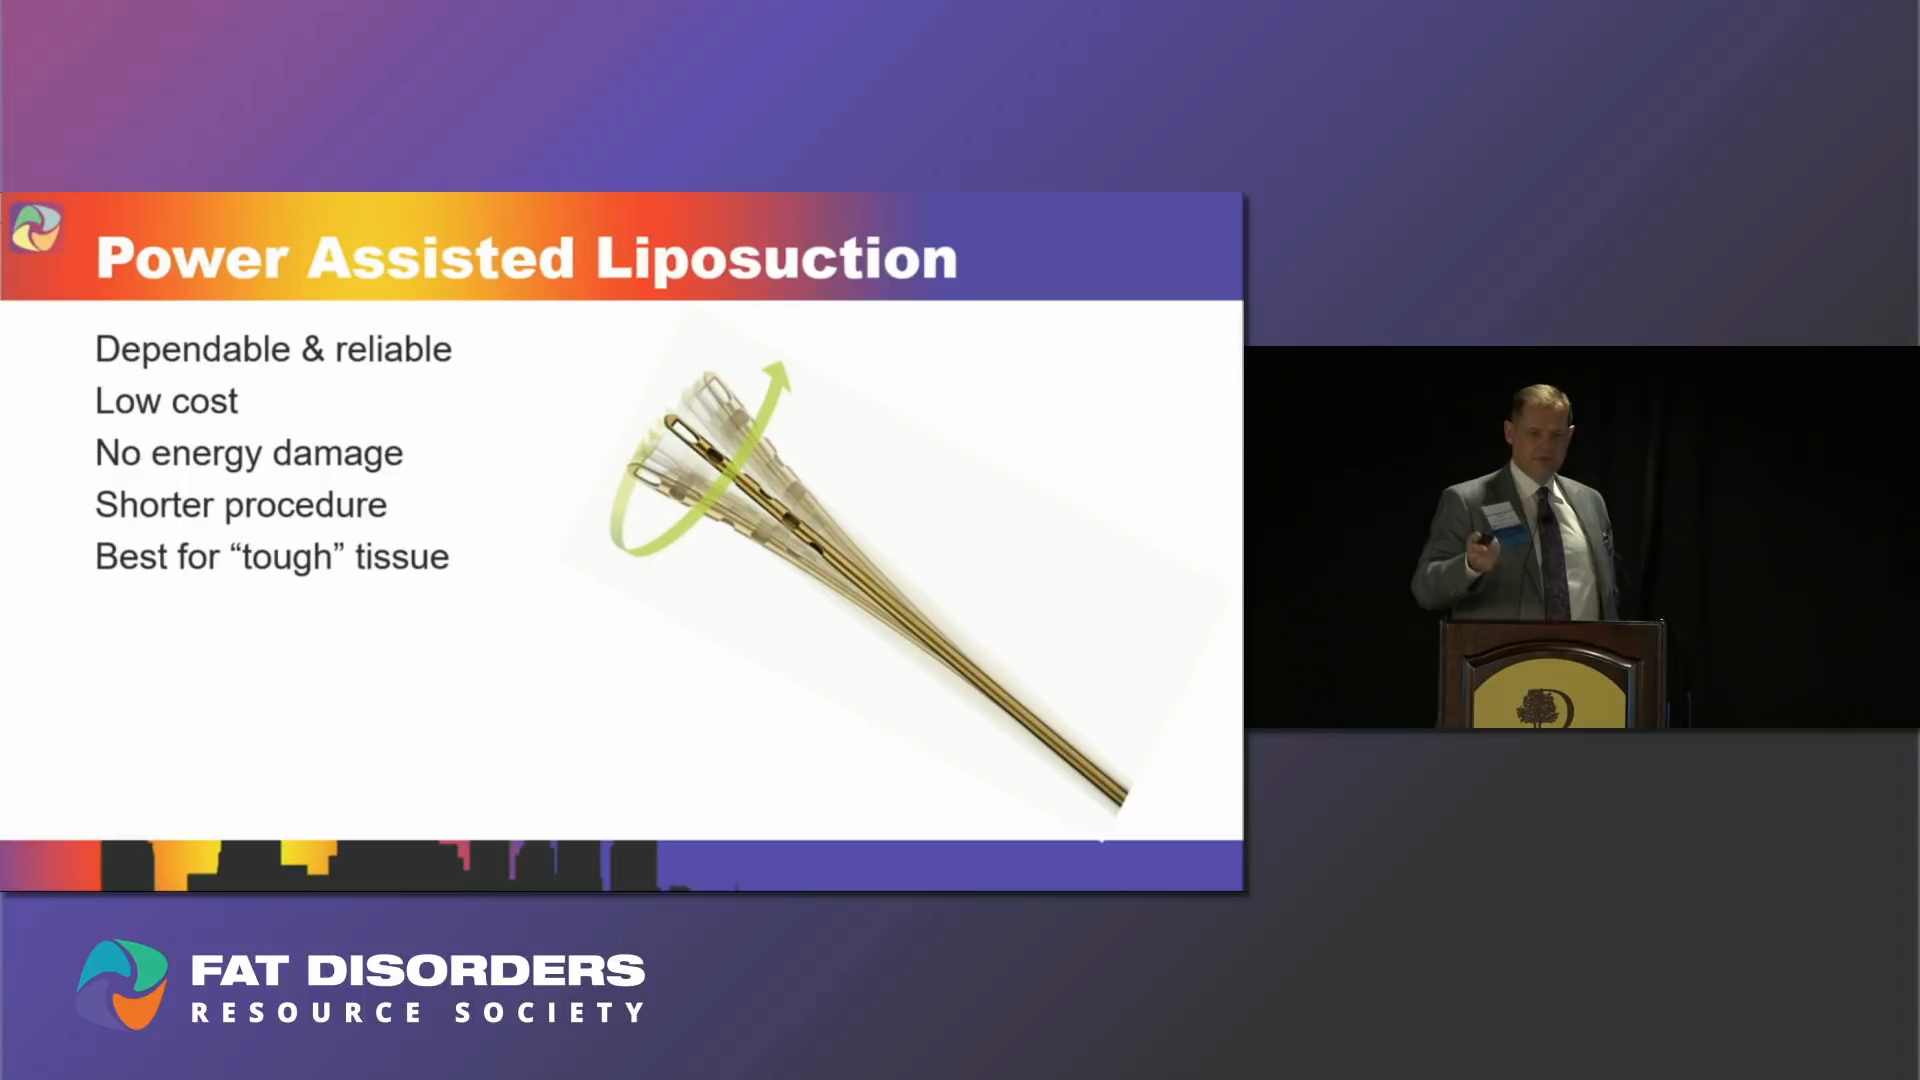 Power Assisted Liposuction
Dependable & reliable
Low cost
No energy damage
Shorter procedure
Best for “tough” tissue
FAT DISORDERS
RESOURCE SOCIETY